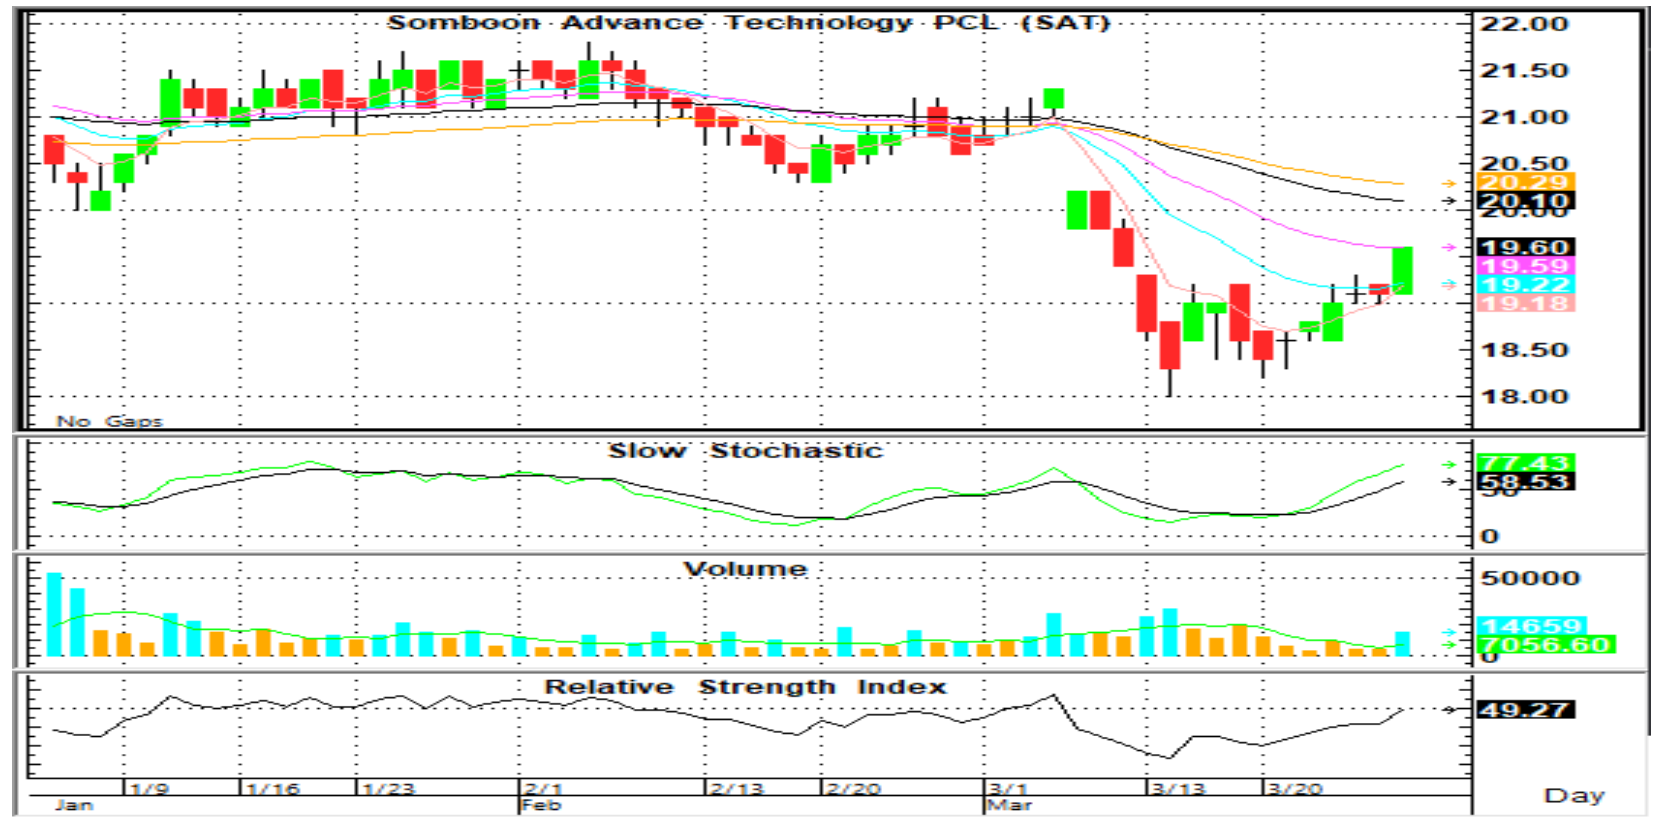 Somboon Advance Technology PCL (SAT)
22.00
21.50
21.00
20.50
20.29
20.10
20.00
19.60
19.59
19.22
19.18
18.50
18.00
No Gaps
Slow Stochastic
77.43
58.53
50
0
Volume
50000
14659
7056.60
0
Relative Strength Index
49.27
1/9 1/16 1/23 2/1 2/13 2/20 3/1 3/13 3/20
Jan Feb Mar
Day